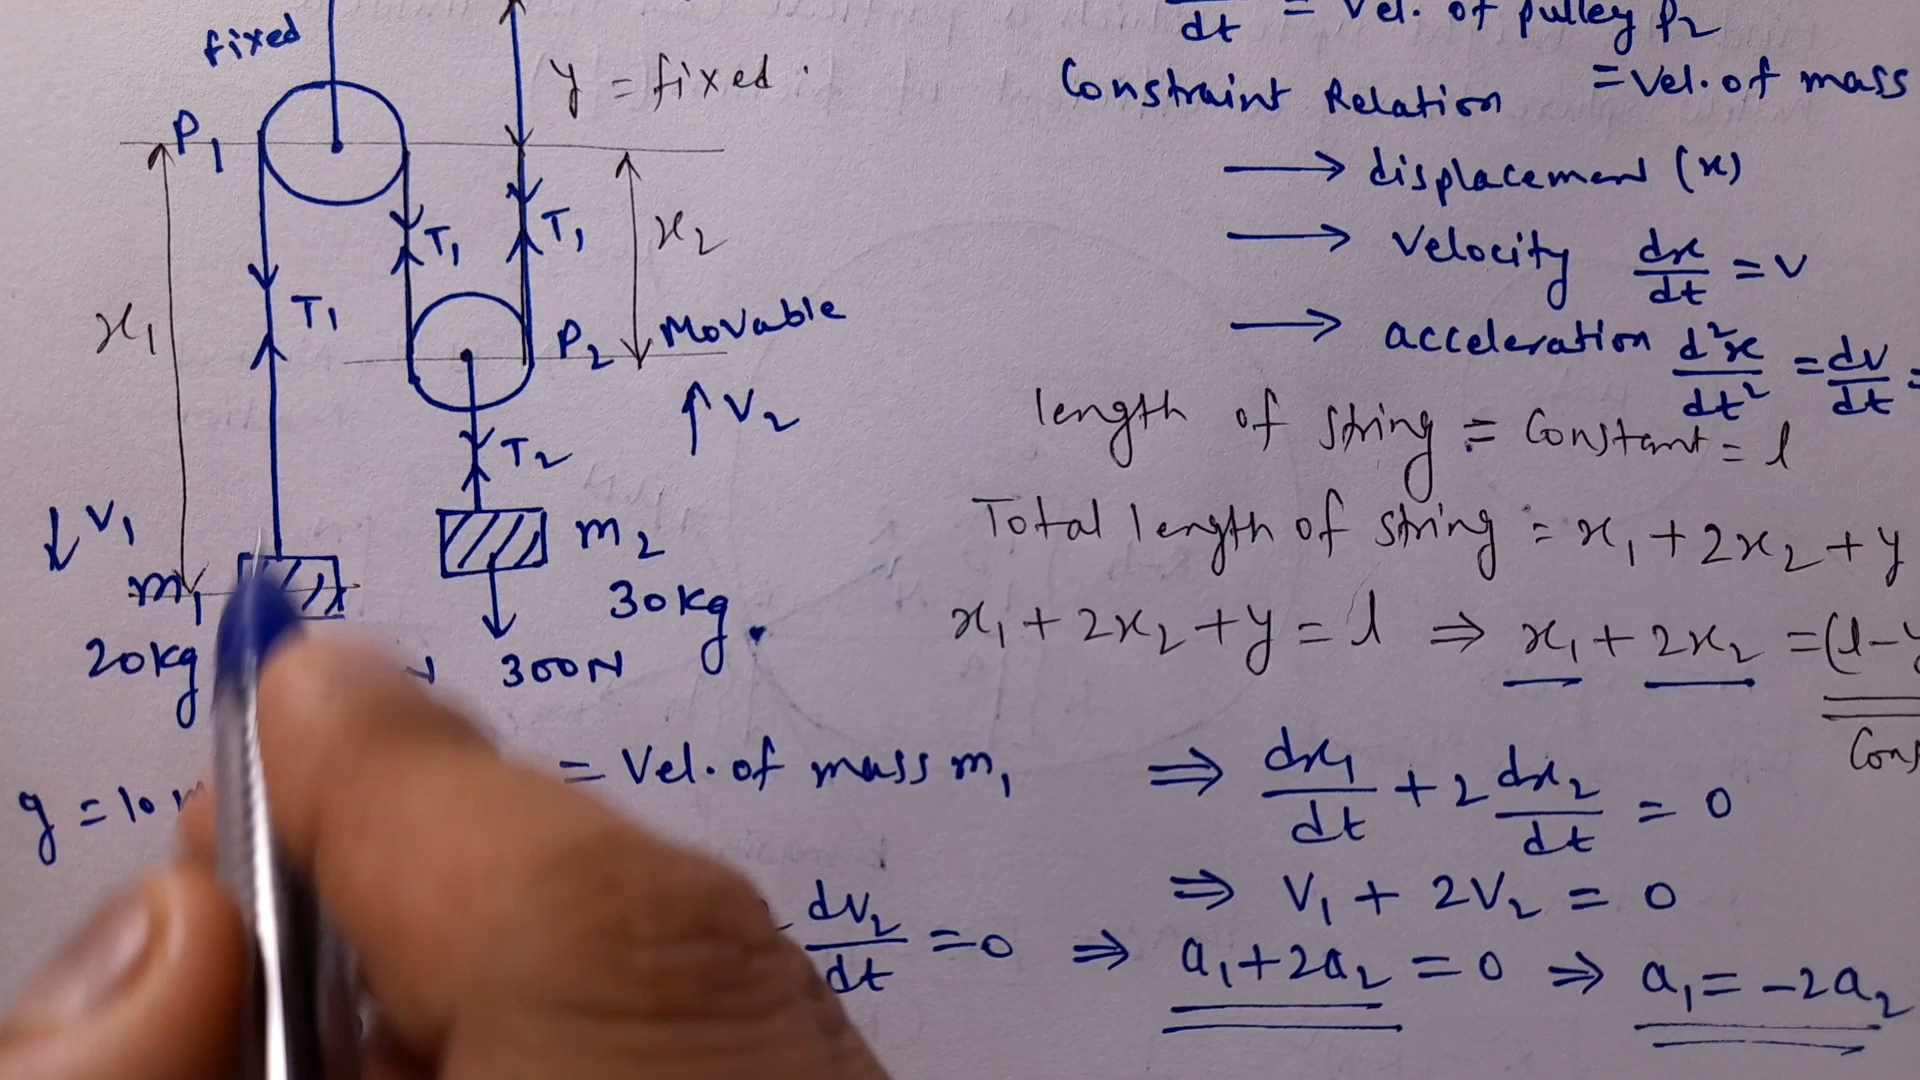 fixed
y = fixed.
P₁
T₁
T₁
x₂
x₁
T₁
P₂
Movable
↑ V₂
T₂
↓ V₁
m₁
20kg
m₂
30kg
300N
g = 10
= Vel. of mass m₁
dv₂/dt = 0 ⇒ a₁ + 2a₂ = 0 ⇒ a₁ = -2a₂
dt = Vel. of pulley P₂
= Vel. of mass
Constraint Relation
→ displacement (x)
→ Velocity dx/dt = v
→ acceleration d²x/dt² = dv/dt =
length of string = Constant = l
Total length of string = x₁ + 2x₂ + y
x₁ + 2x₂ + y = l ⇒ x₁ + 2x₂ = (l-y
⇒ dx₁/dt + 2 dx₂/dt = 0
⇒ V₁ + 2V₂ = 0